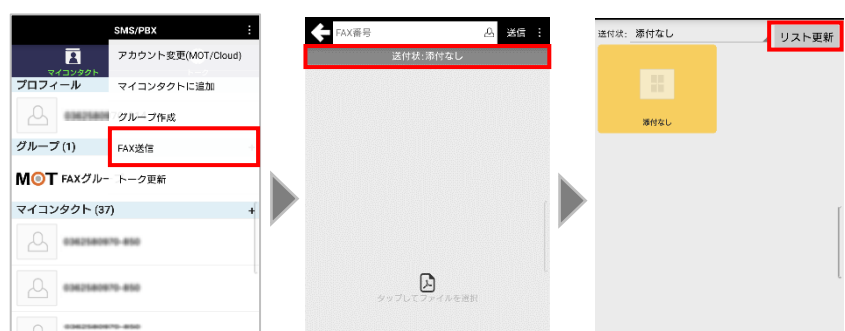 SMS/PBX
マイコンタクト
アカウント変更(MOT/Cloud)
プロフィール
マイコンタクトに追加
グループ作成
グループ (1)
FAX送信
MOT FAXグルー
トーク更新
マイコンタクト (37)
+
FAX番号
送信
送付状:添付なし
タップしてファイルを選択
送付状: 添付なし
リスト更新
添付なし